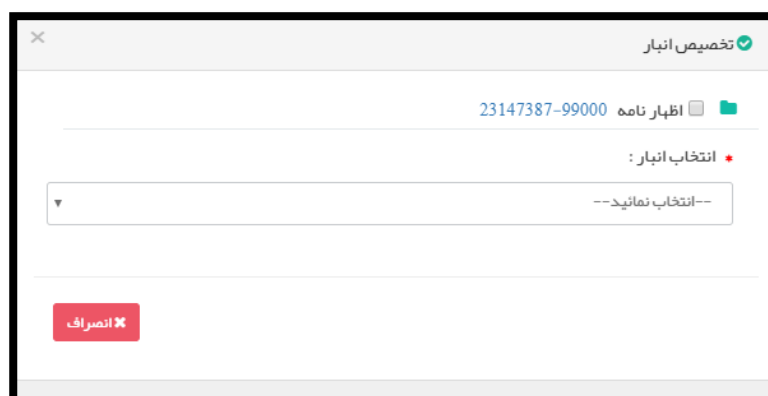 تخصیص انبار
اظهار نامه 99000-23147387
* انتخاب انبار :
--انتخاب نمائید--
انصراف